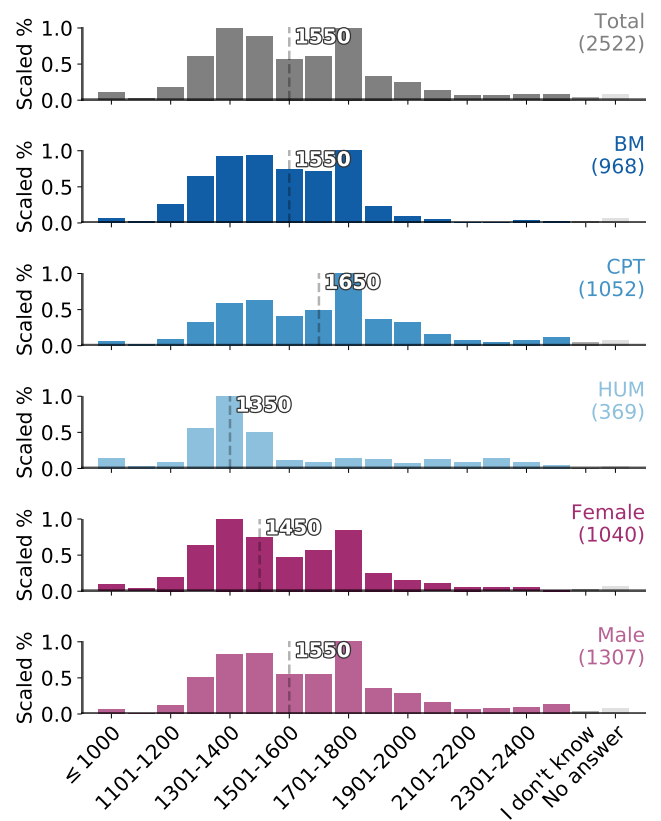 Scaled %
1.0
0.5
0.0
1550
Total
(2522)
Scaled %
1.0
0.5
0.0
1550
BM
(968)
Scaled %
1.0
0.5
0.0
1650
CPT
(1052)
Scaled %
1.0
0.5
0.0
1350
HUM
(369)
Scaled %
1.0
0.5
0.0
1450
Female
(1040)
Scaled %
1.0
0.5
0.0
1550
Male
(1307)
≤ 1000
1101-1200
1301-1400
1501-1600
1701-1800
1901-2000
2101-2200
2301-2400
I don't know
No answer